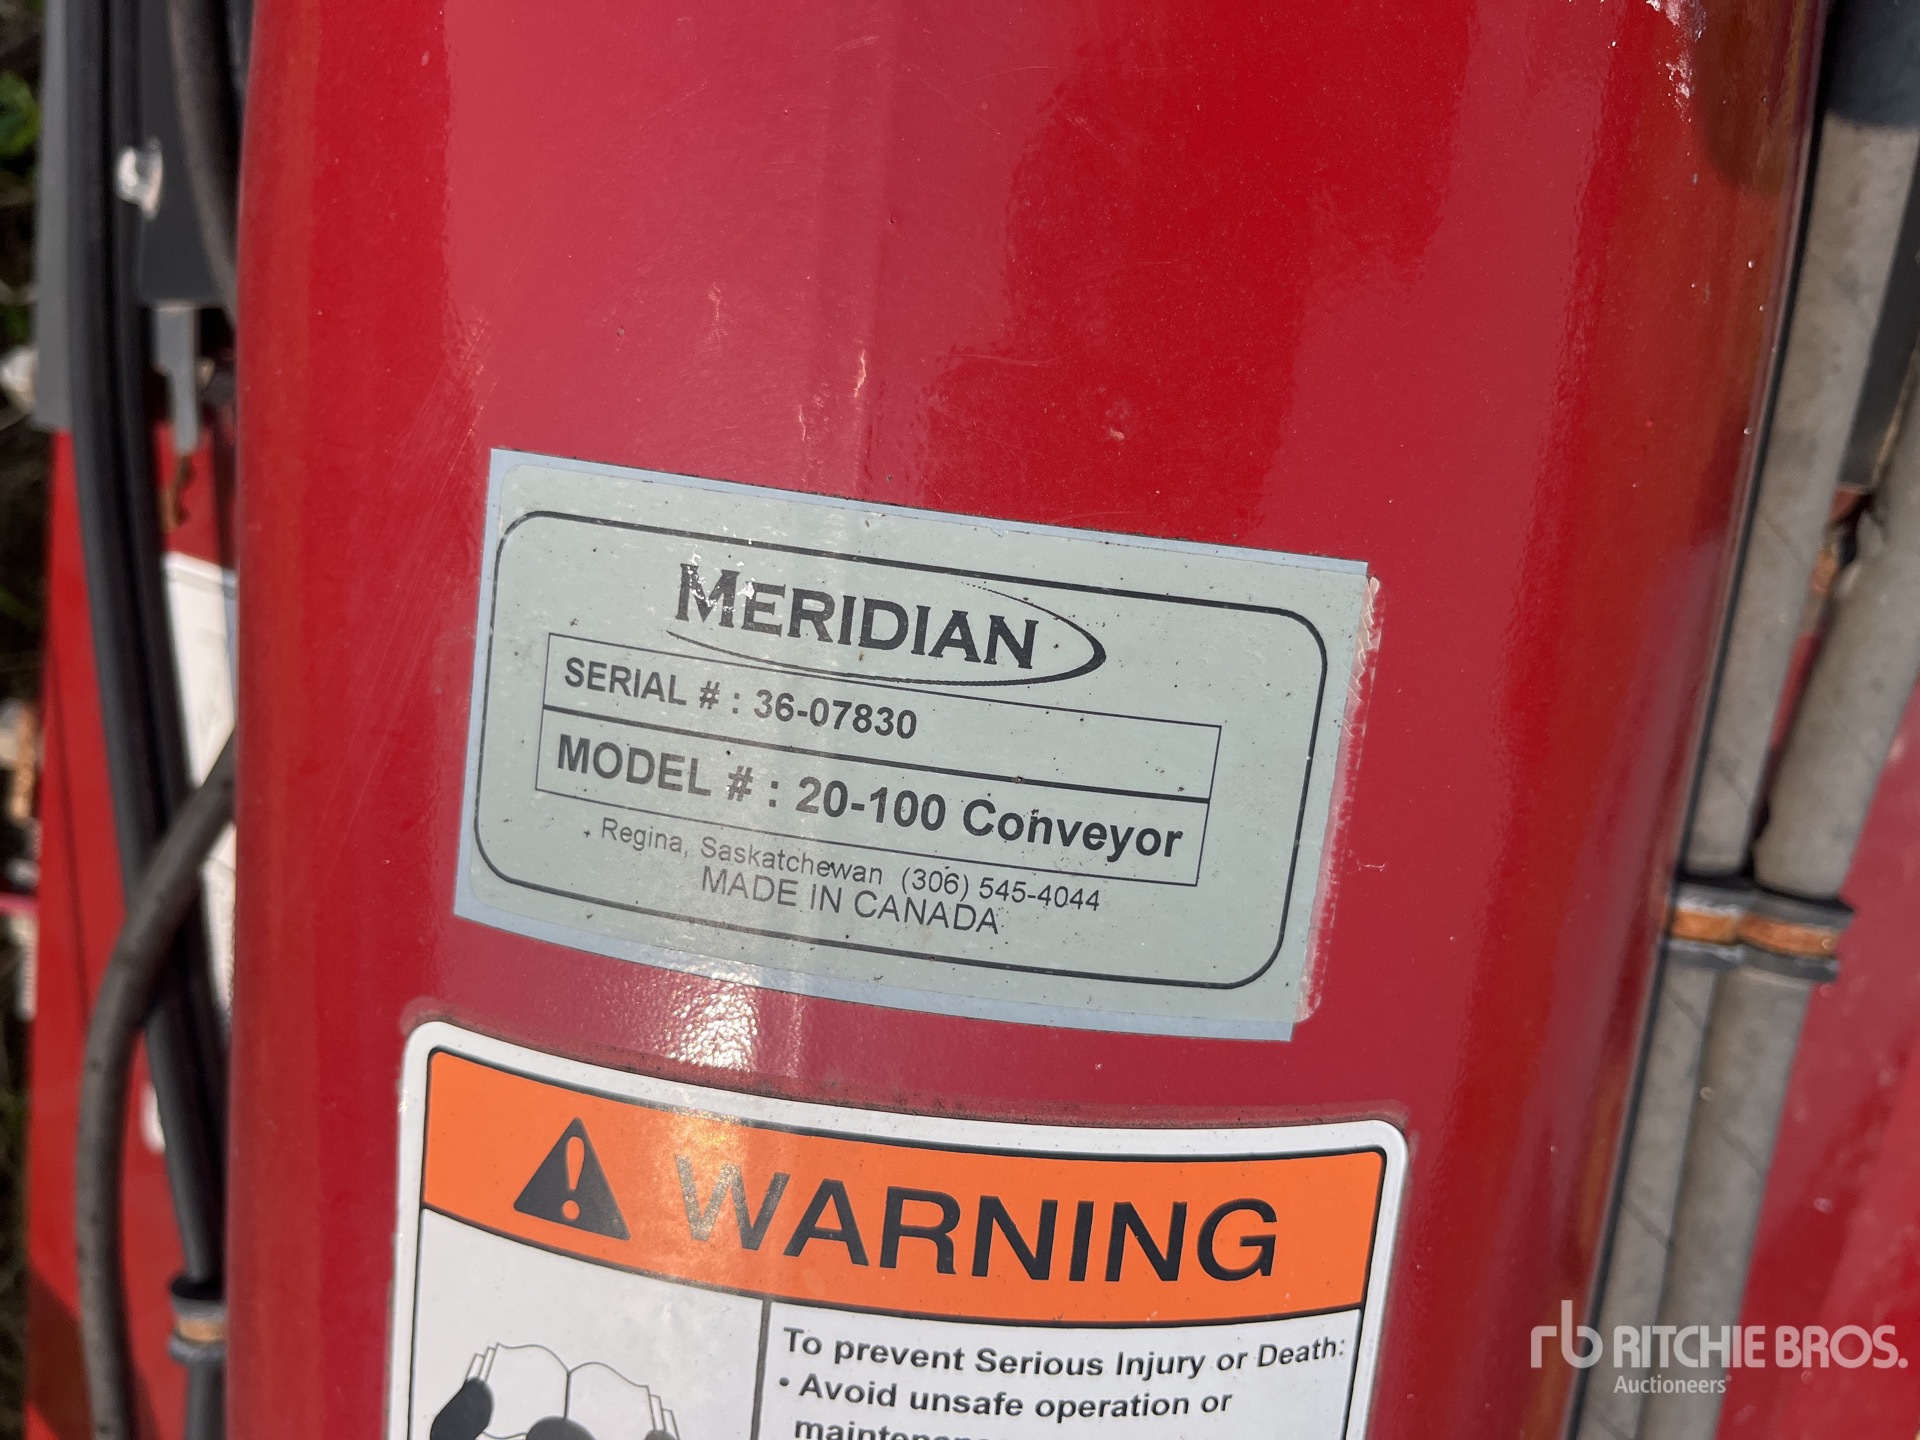 MERIDIAN
SERIAL # : 36-07830
MODEL # : 20-100 Conveyor
Regina, Saskatchewan (306) 545-4044
MADE IN CANADA
WARNING
To prevent Serious Injury or Death:
• Avoid unsafe operation or
rb RITCHIE BROS.
Auctioneers